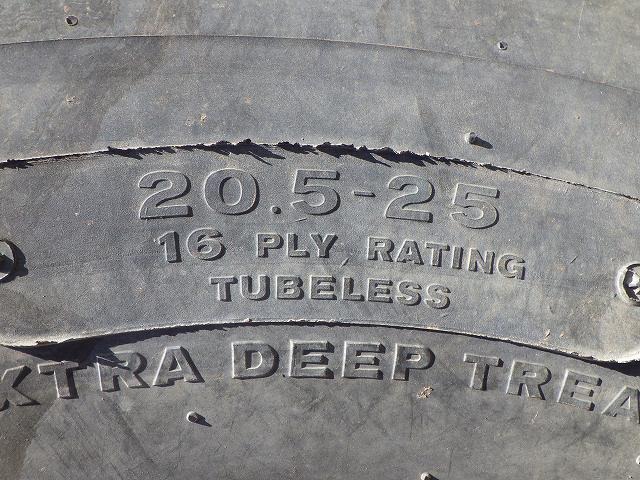 20.5-25
16 PLY RATING
TUBELESS
XTRA DEEP TREA